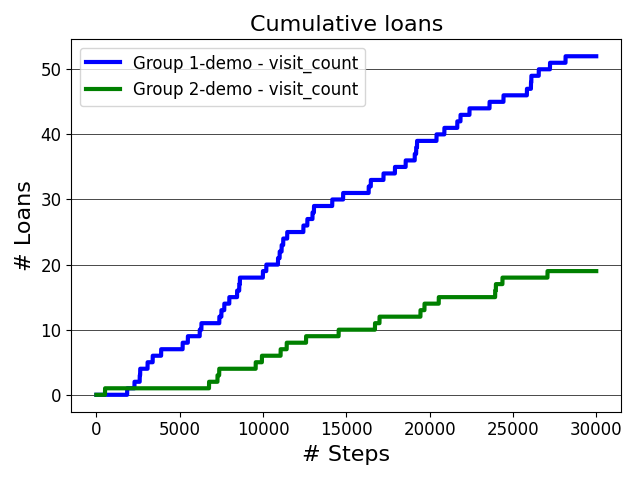 Cumulative loans
Group 1-demo - visit_count
Group 2-demo - visit_count
# Loans
50
40
30
20
10
0
0 5000 10000 15000 20000 25000 30000
# Steps